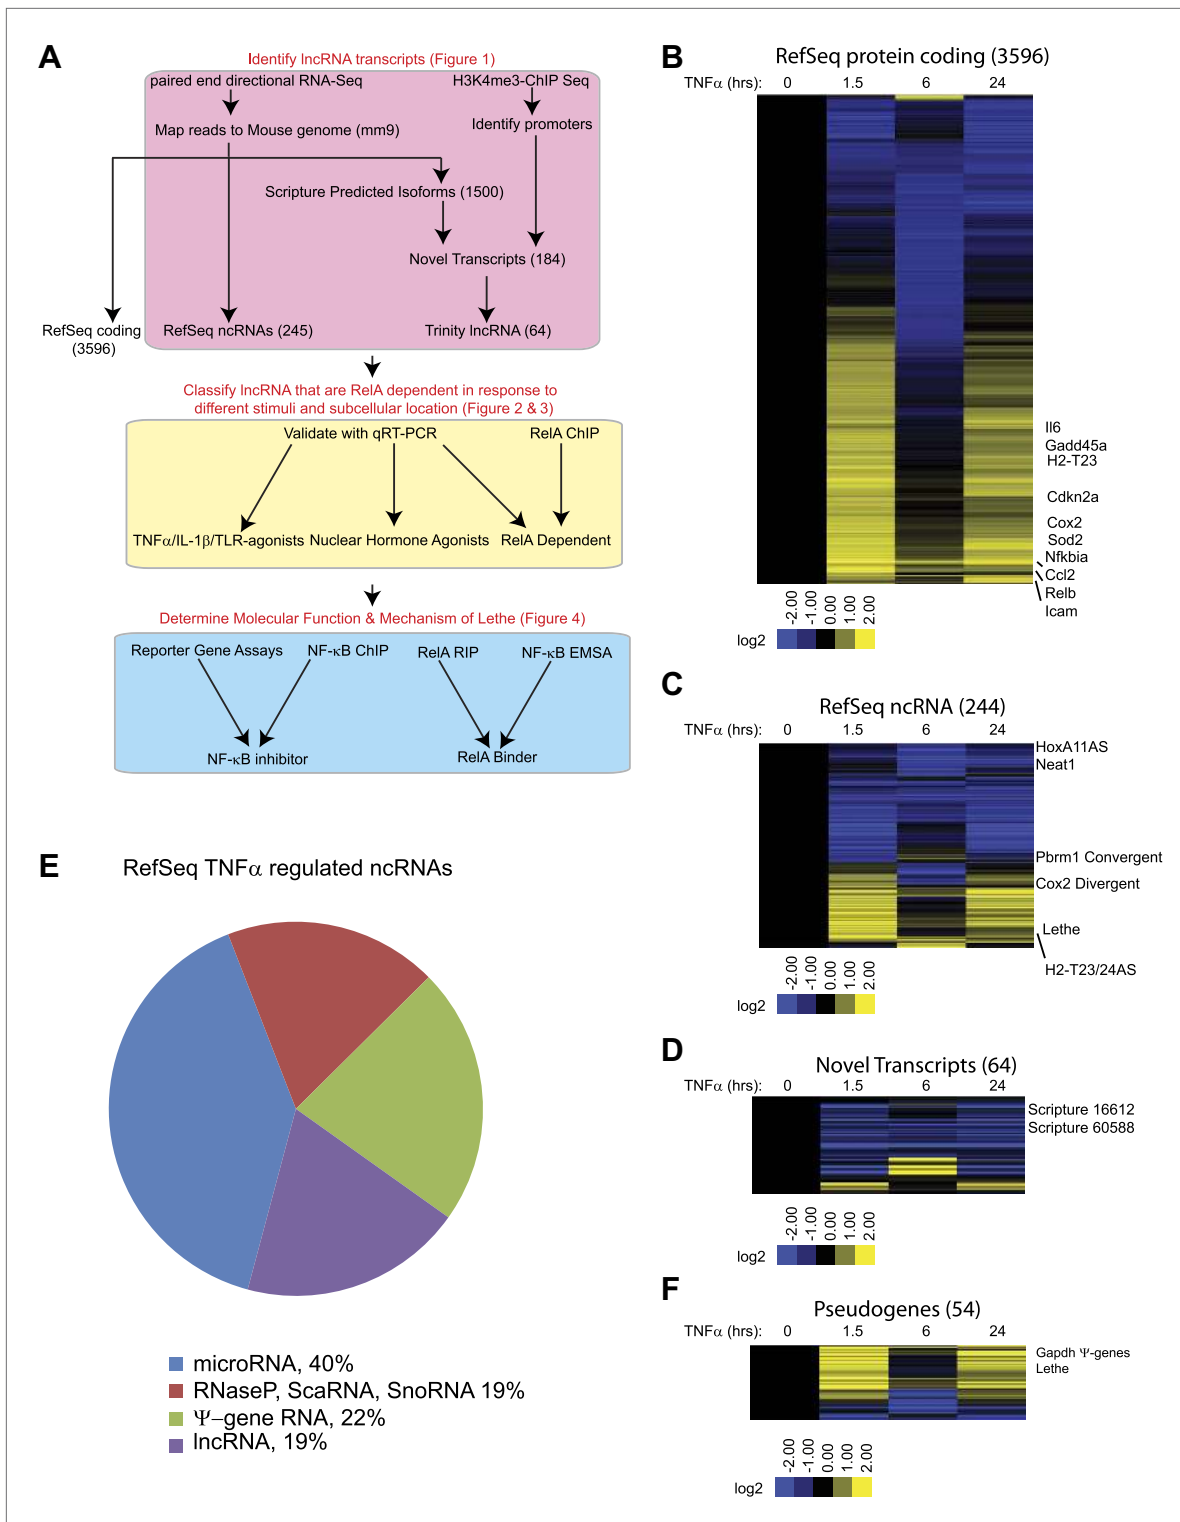 A
Identify lncRNA transcripts (Figure 1)
paired end directional RNA-Seq
H3K4me3-ChIP Seq
Map reads to Mouse genome (mm9)
Identify promoters
Scripture Predicted Isoforms (1500)
Novel Transcripts (184)
RefSeq coding
(3596)
RefSeq ncRNAs (245)
Trinity lncRNA (64)
Classify lncRNA that are RelA dependent in response to
different stimuli and subcellular location (Figure 2 & 3)
Validate with qRT-PCR
RelA ChIP
TNFα/IL-1β/TLR-agonists
Nuclear Hormone Agonists
RelA Dependent
Determine Molecular Function & Mechanism of Lethe (Figure 4)
Reporter Gene Assays
NF-κB ChIP
RelA RIP
NF-κB EMSA
NF-κB inhibitor
RelA Binder
B
RefSeq protein coding (3596)
TNFα (hrs): 0 1.5 6 24
Il6
Gadd45a
H2-T23
Cdkn2a
Cox2
Sod2
Nfkbia
Ccl2
Relb
Icam
-2.00 -1.00 0.00 1.00 2.00
log2
C
RefSeq ncRNA (244)
TNFα (hrs): 0 1.5 6 24
HoxA11AS
Neat1
Pbrm1 Convergent
Cox2 Divergent
Lethe
H2-T23/24AS
-2.00 -1.00 0.00 1.00 2.00
log2
D
Novel Transcripts (64)
TNFα (hrs): 0 1.5 6 24
Scripture 16612
Scripture 60588
-2.00 -1.00 0.00 1.00 2.00
log2
E
RefSeq TNFα regulated ncRNAs
microRNA, 40%
RNaseP, ScaRNA, SnoRNA 19%
Ψ–gene RNA, 22%
lncRNA, 19%
F
Pseudogenes (54)
TNFα (hrs): 0 1.5 6 24
Gapdh Ψ-genes
Lethe
-2.00 -1.00 0.00 1.00 2.00
log2